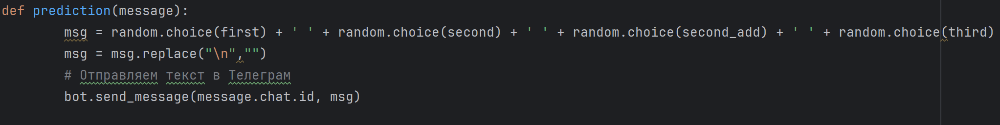 def prediction(message):
        msg = random.choice(first) + ' ' + random.choice(second) + ' ' + random.choice(second_add) + ' ' + random.choice(third)
        msg = msg.replace("\n","")
        # Отправляем текст в Телеграм
        bot.send_message(message.chat.id, msg)